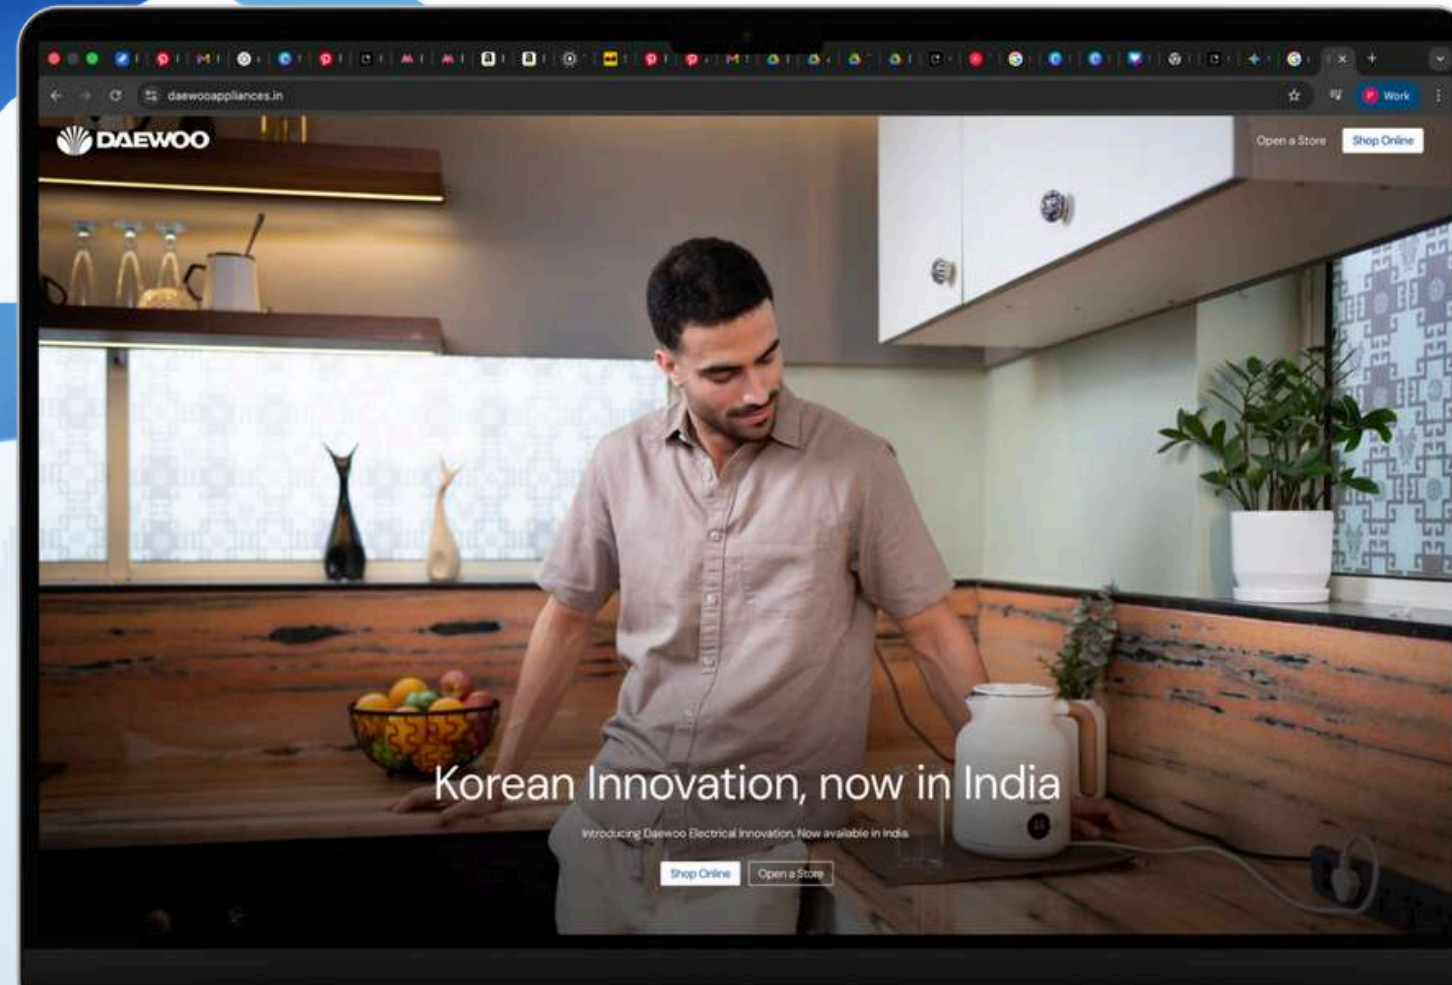 daewooappliances.in
Work
DAEWOO
Open a Store
Shop Online
Korean Innovation, now in India
Introducing Daewoo Electrical Innovation. Now available in India.
Shop Online
Open a Store